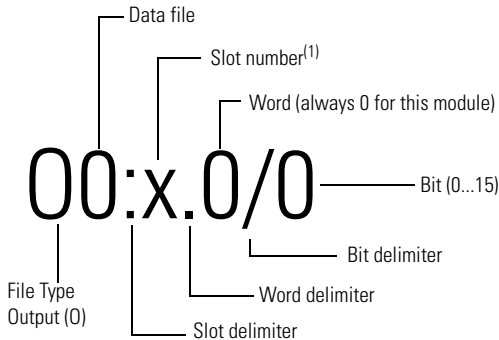 Data file
Slot number(1)
Word (always 0 for this module)
O0:x.0/0
Bit (0...15)
Bit delimiter
File Type
Output (O)
Word delimiter
Slot delimiter